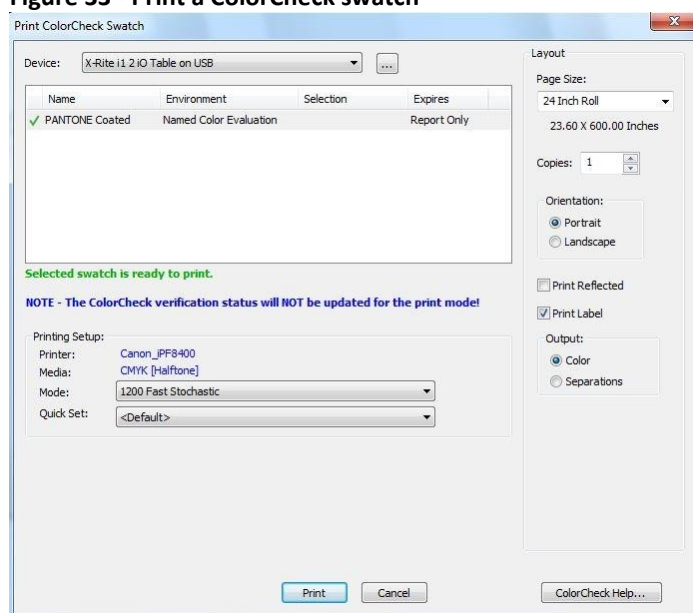 Figure 33 - Print a ColorCheck swatch
Print ColorCheck Swatch
Device: X-Rite i1 2 iO Table on USB ...
Name Environment Selection Expires
PANTONE Coated Named Color Evaluation Report Only
Selected swatch is ready to print.
NOTE - The ColorCheck verification status will NOT be updated for the print mode!
Printing Setup:
Printer: Canon_iPF8400
Media: CMYK [Halftone]
Mode: 1200 Fast Stochastic
Quick Set: <Default>
Layout
Page Size:
24 Inch Roll
23.60 X 600.00 Inches
Copies: 1
Orientation:
Portrait
Landscape
Print Reflected
Print Label
Output:
Color
Separations
Print Cancel ColorCheck Help...